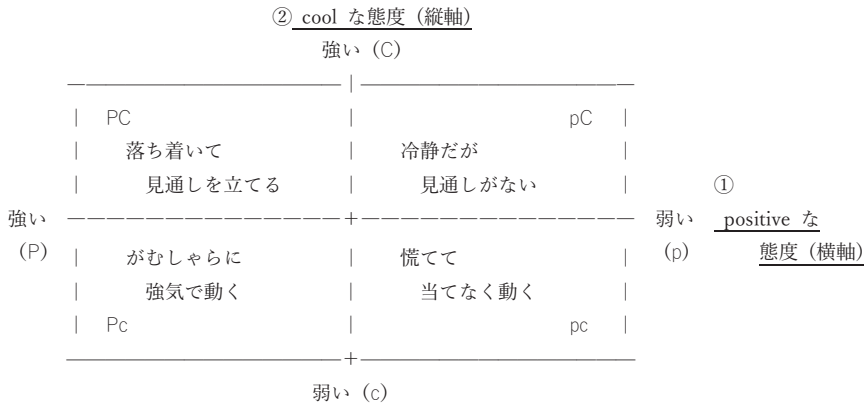 ② cool な態度 (縦軸)
強い (C)
PC pC
落ち着いて 冷静だが
見通しを立てる 見通しがない ①
強い 弱い positive な
(P) がむしゃらに 慌てて (p) 態度 (横軸)
強気で動く 当てなく動く
Pc pc
弱い (c)